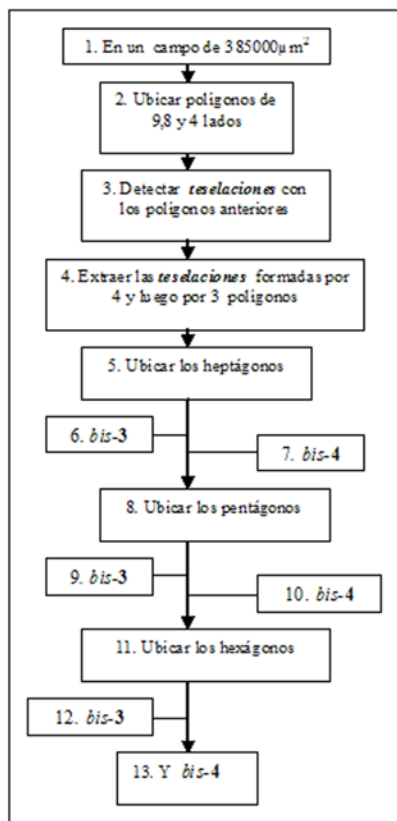 1. En un campo de 385000µm²
2. Ubicar polígonos de
9,8 y 4 lados
3. Detectar teselaciones con
los polígonos anteriores
4. Extraer las teselaciones formadas por
4 y luego por 3 polígonos
5. Ubicar los heptágonos
6. bis-3
7. bis-4
8. Ubicar los pentágonos
9. bis-3
10. bis-4
11. Ubicar los hexágonos
12. bis-3
13. Y bis-4